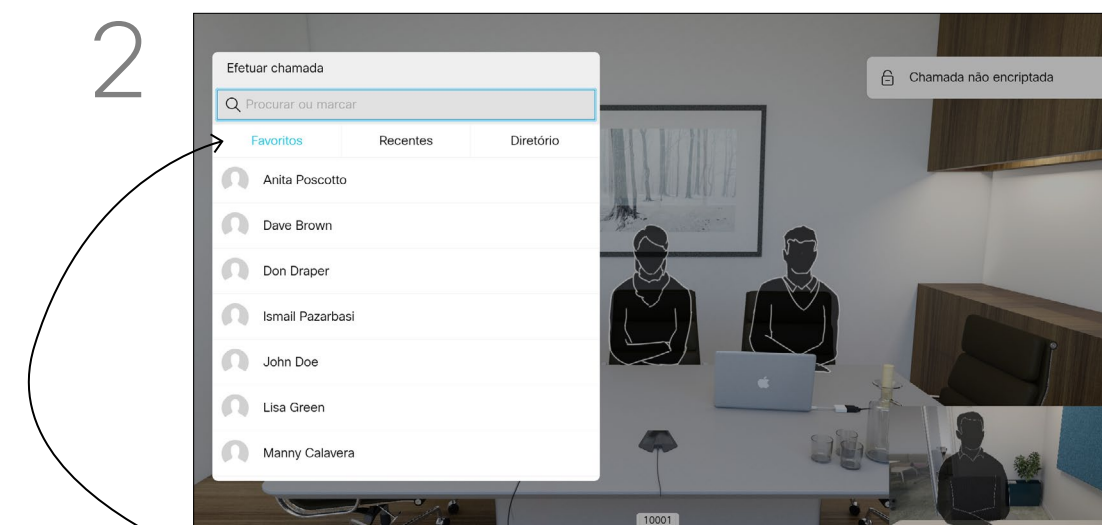 2
Efetuar chamada
Chamada não encriptada
Procurar ou marcar
Favoritos Recentes Diretório
Anita Poscotto
Dave Brown
Don Draper
Ismail Pazarbasi
John Doe
Lisa Green
Manny Calavera
10001